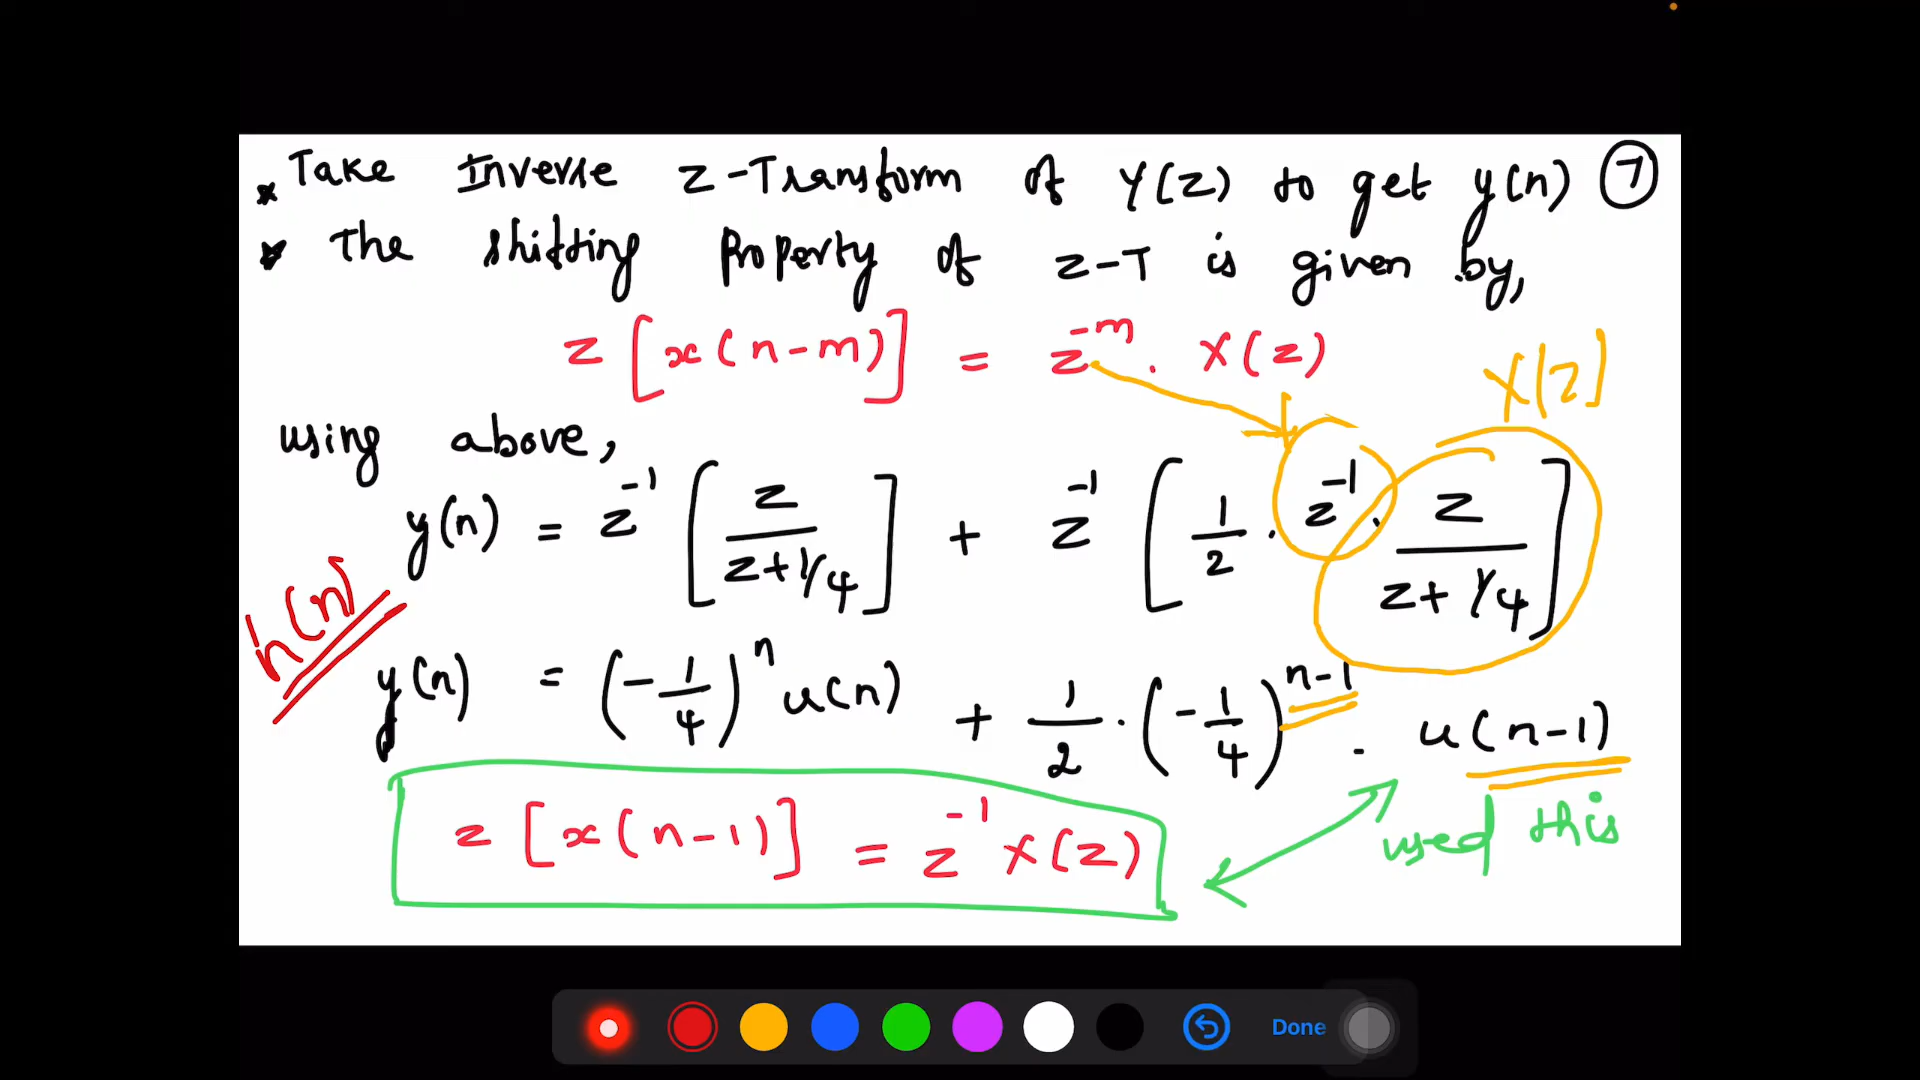 * Take Inverse Z-Transform of Y(Z) to get y(n) ⑦
* The shifting Property of Z-T is given by,
Z [x(n-m)] = z^-m . X(z)
X[Z]
using above,
y(n) = z^-1 [z / (z+1/4)] + z^-1 [1/2 . z^-1 . z / (z+1/4)]
h(n)
y(n) = (-1/4)^n u(n) + 1/2 . (-1/4)^n-1 . u(n-1)
Z [x(n-1)] = z^-1 X(z)
used this
Done